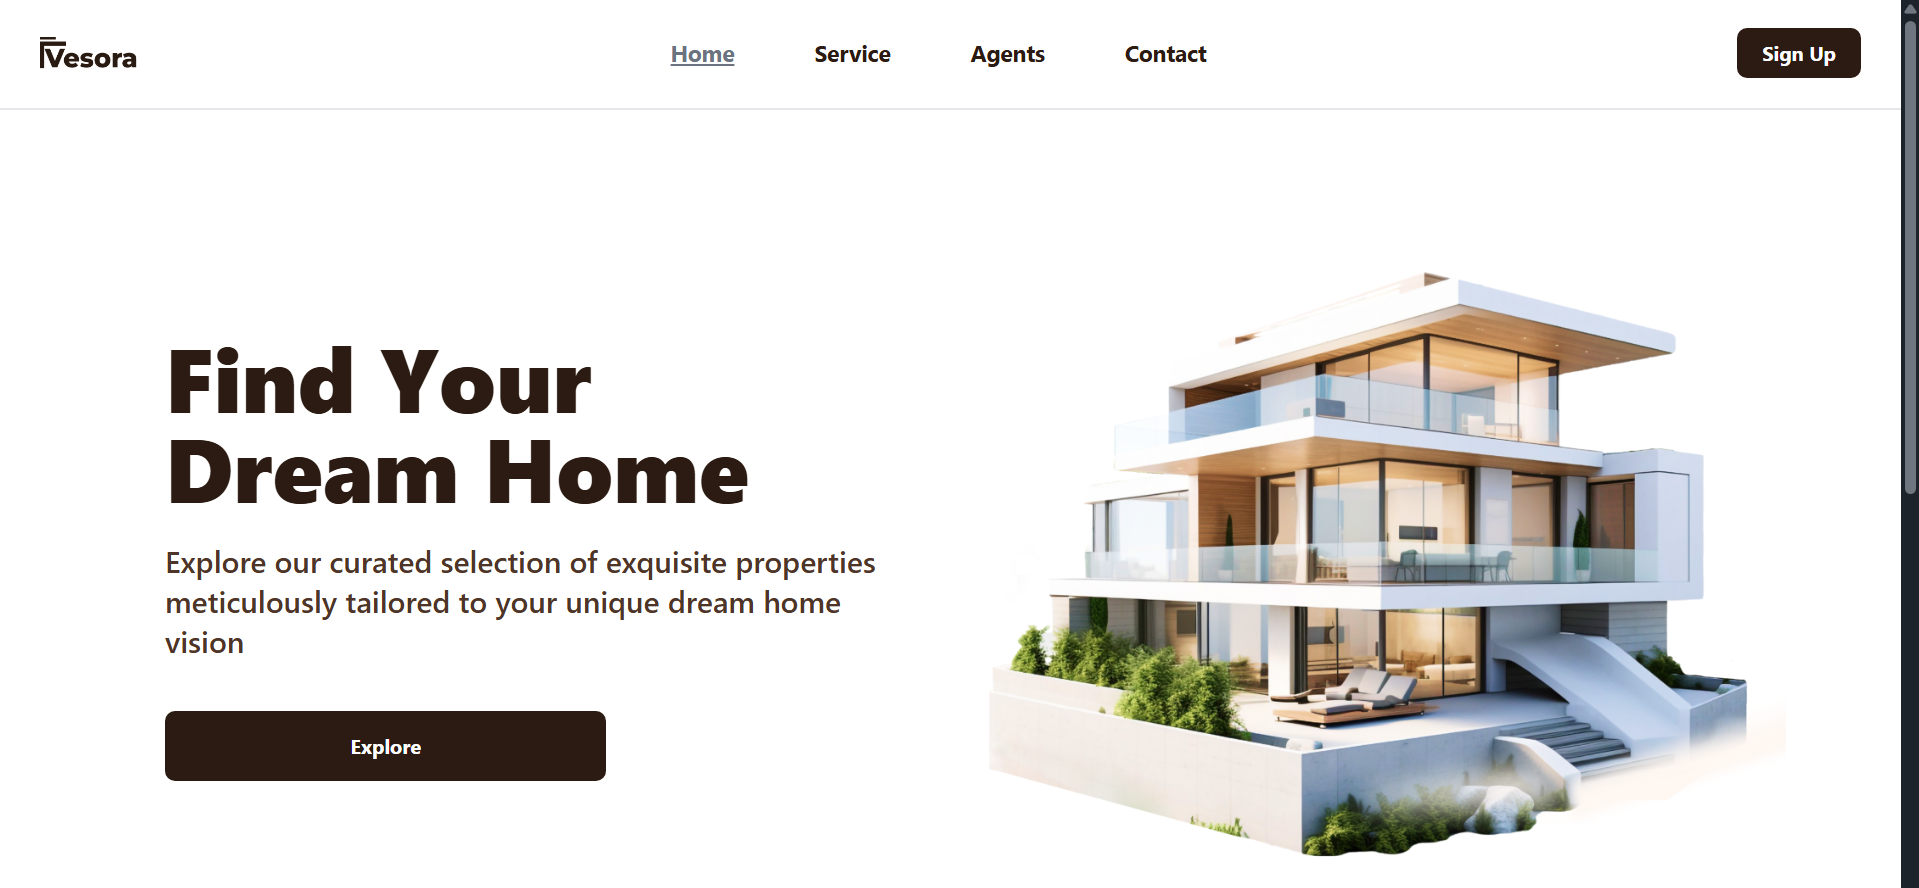 Vesora
Home
Service
Agents
Contact
Sign Up
Find Your
Dream Home
Explore our curated selection of exquisite properties
meticulously tailored to your unique dream home
vision
Explore